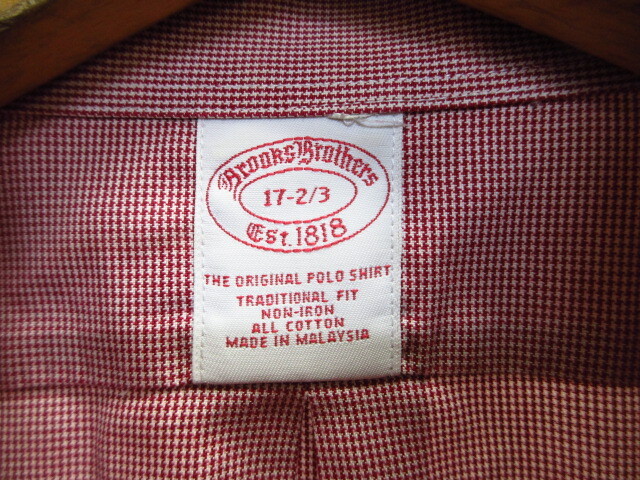 Brooks Brothers
17-2/3
Est. 1818
THE ORIGINAL POLO SHIRT
TRADITIONAL FIT
NON-IRON
ALL COTTON
MADE IN MALAYSIA